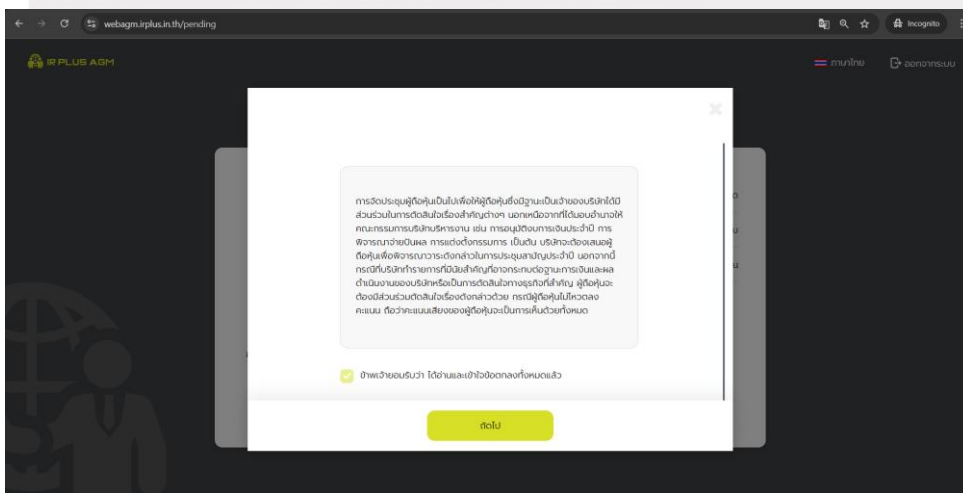 webagm.irplus.in.th/pending
Incognito
IR PLUS AGM
ภาษาไทย
ออกจากระบบ
การจัดประชุมผู้ถือหุ้นเป็นไปเพื่อให้ผู้ถือหุ้นซึ่งมีฐานะเป็นเจ้าของบริษัทได้มี
ส่วนร่วมในการตัดสินใจเรื่องสำคัญต่างๆ นอกเหนือจากที่ได้มอบอำนาจให้
คณะกรรมการบริษัทบริหารงาน เช่น การอนุมัติงบการเงินประจำปี การ
พิจารณาจ่ายปันผล การแต่งตั้งกรรมการ เป็นต้น บริษัทจะต้องเสนอผู้
ถือหุ้นเพื่อพิจารณาวาระดังกล่าวในการประชุมสามัญประจำปี นอกจากนี้
กรณีที่บริษัททำรายการที่มีนัยสำคัญที่อาจกระทบต่อฐานะการเงินและผล
ดำเนินงานของบริษัทหรือเป็นการตัดสินใจทางธุรกิจที่สำคัญ ผู้ถือหุ้นจะ
ต้องมีส่วนร่วมตัดสินใจเรื่องดังกล่าวด้วย กรณีผู้ถือหุ้นไม่โหวตลง
คะแนน ถือว่าคะแนนเสียงของผู้ถือหุ้นจะเป็นการเห็นด้วยทั้งหมด
ข้าพเจ้ายอมรับว่า ได้อ่านและเข้าใจข้อตกลงทั้งหมดแล้ว
ถัดไป